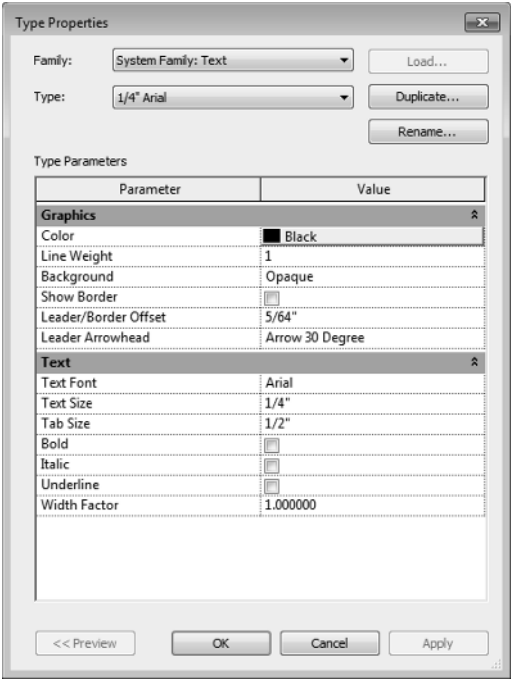 Type Properties
Family: System Family: Text Load...
Type: 1/4" Arial Duplicate...
Rename...
Type Parameters
Parameter Value
Graphics
Color Black
Line Weight 1
Background Opaque
Show Border
Leader/Border Offset 5/64"
Leader Arrowhead Arrow 30 Degree
Text
Text Font Arial
Text Size 1/4"
Tab Size 1/2"
Bold
Italic
Underline
Width Factor 1.000000
<< Preview OK Cancel Apply